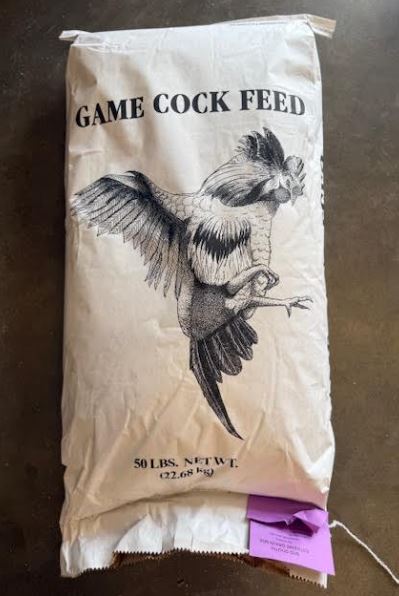 GAME COCK FEED
50 LBS. NET WT.
(22.68 kg)